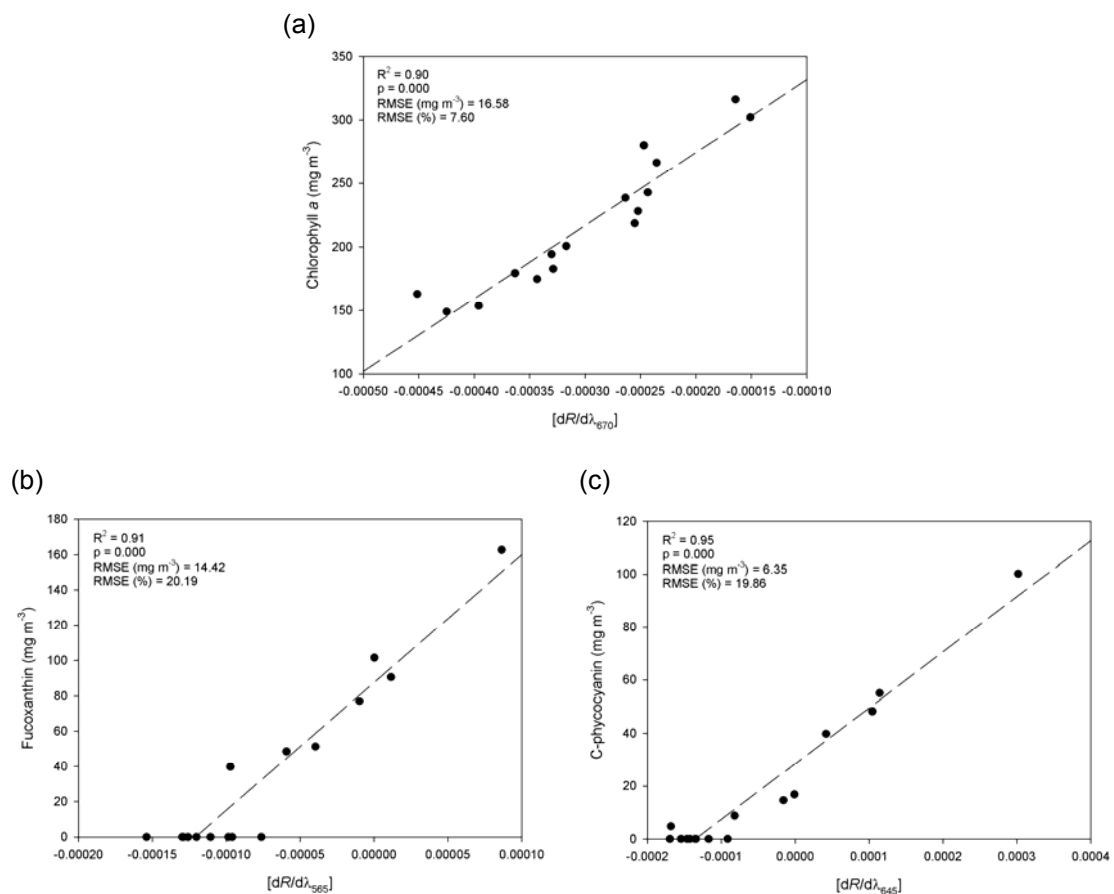 (a)
R² = 0.90
p = 0.000
RMSE (mg m⁻³) = 16.58
RMSE (%) = 7.60
Chlorophyll a (mg m⁻³)
350
300
250
200
150
100
-0.00050 -0.00045 -0.00040 -0.00035 -0.00030 -0.00025 -0.00020 -0.00015 -0.00010
[dR/dλ₆₇₀]
(b)
R² = 0.91
p = 0.000
RMSE (mg m⁻³) = 14.42
RMSE (%) = 20.19
Fucoxanthin (mg m⁻³)
180
160
140
120
100
80
60
40
20
0
-0.00020 -0.00015 -0.00010 -0.00005 0.00000 0.00005 0.00010
[dR/dλ₅₆₅]
(c)
R² = 0.95
p = 0.000
RMSE (mg m⁻³) = 6.35
RMSE (%) = 19.86
C-phycocyanin (mg m⁻³)
120
100
80
60
40
20
0
-0.0002 -0.0001 0.0000 0.0001 0.0002 0.0003 0.0004
[dR/dλ₆₄₅]